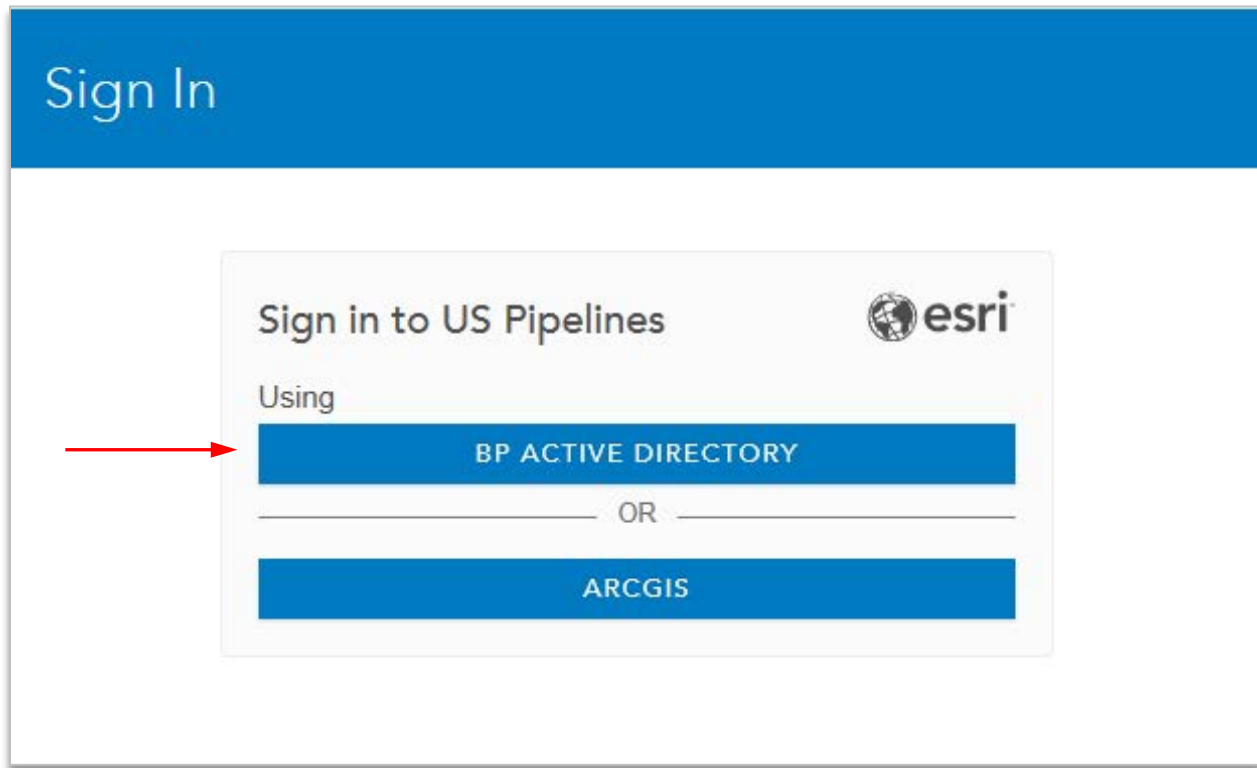 Sign In
Sign in to US Pipelines
esri
Using
BP ACTIVE DIRECTORY
OR
ARCGIS